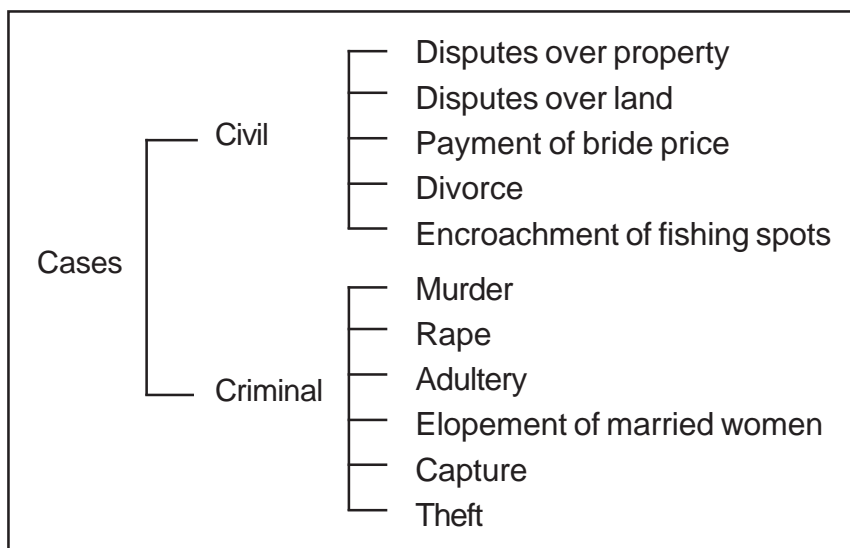 Cases
Civil
Disputes over property
Disputes over land
Payment of bride price
Divorce
Encroachment of fishing spots
Criminal
Murder
Rape
Adultery
Elopement of married women
Capture
Theft